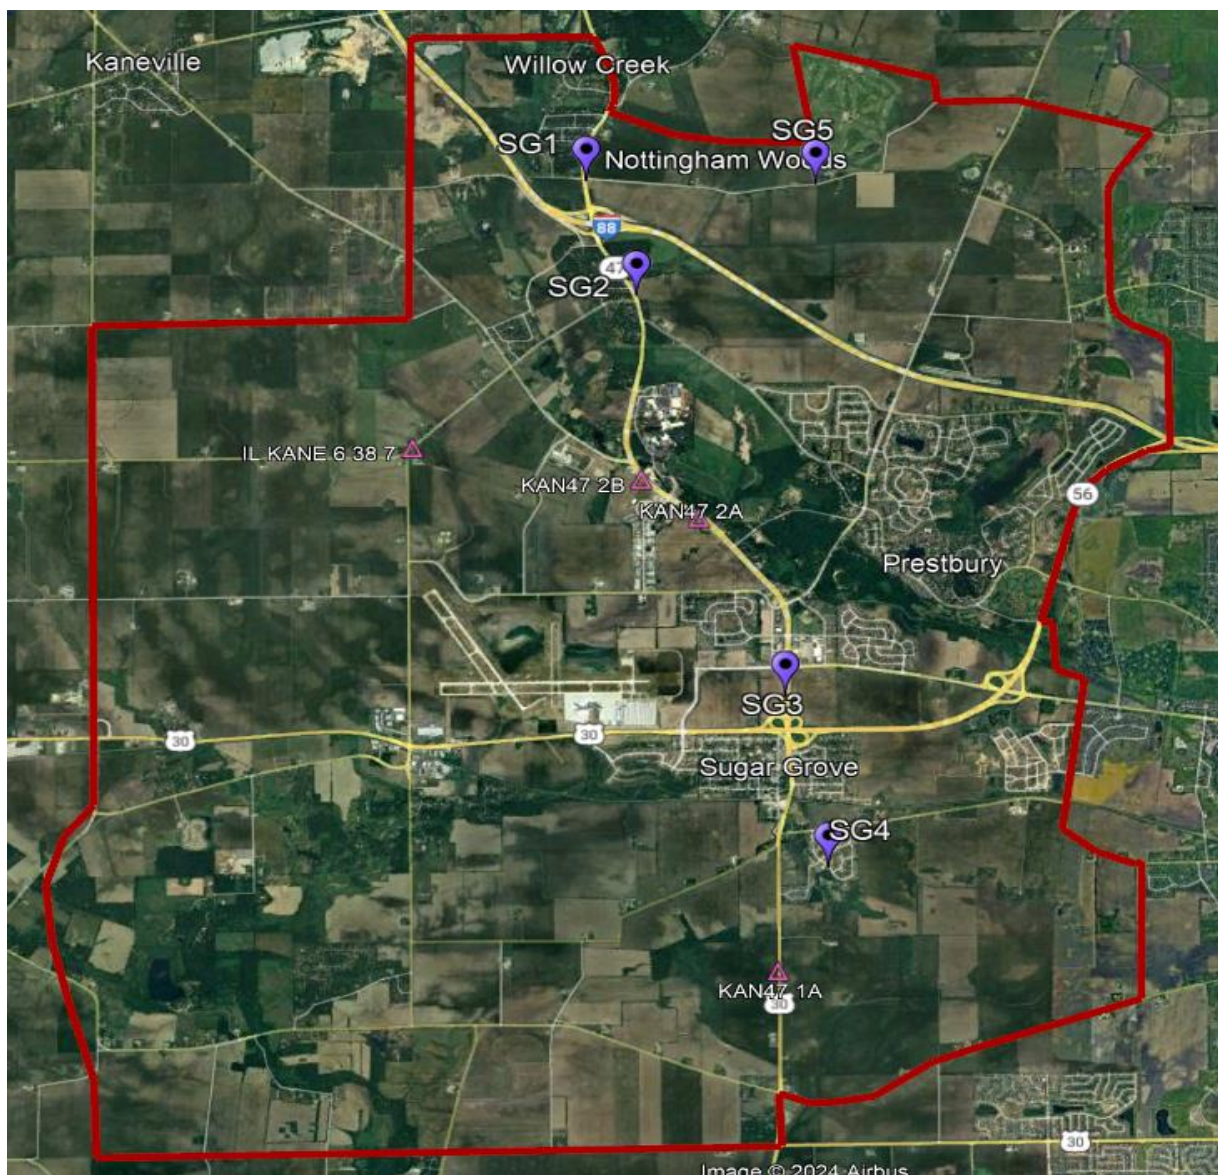 Kaneville
Willow Creek
SG1
SG5
Nottingham Woods
88
47
SG2
IL KANE 6 38 7
KAN47 2B
KAN47 2A
56
Prestbury
SG3
30
30
Sugar Grove
SG4
KAN47 1A
30
30
Image © 2024 Airbus